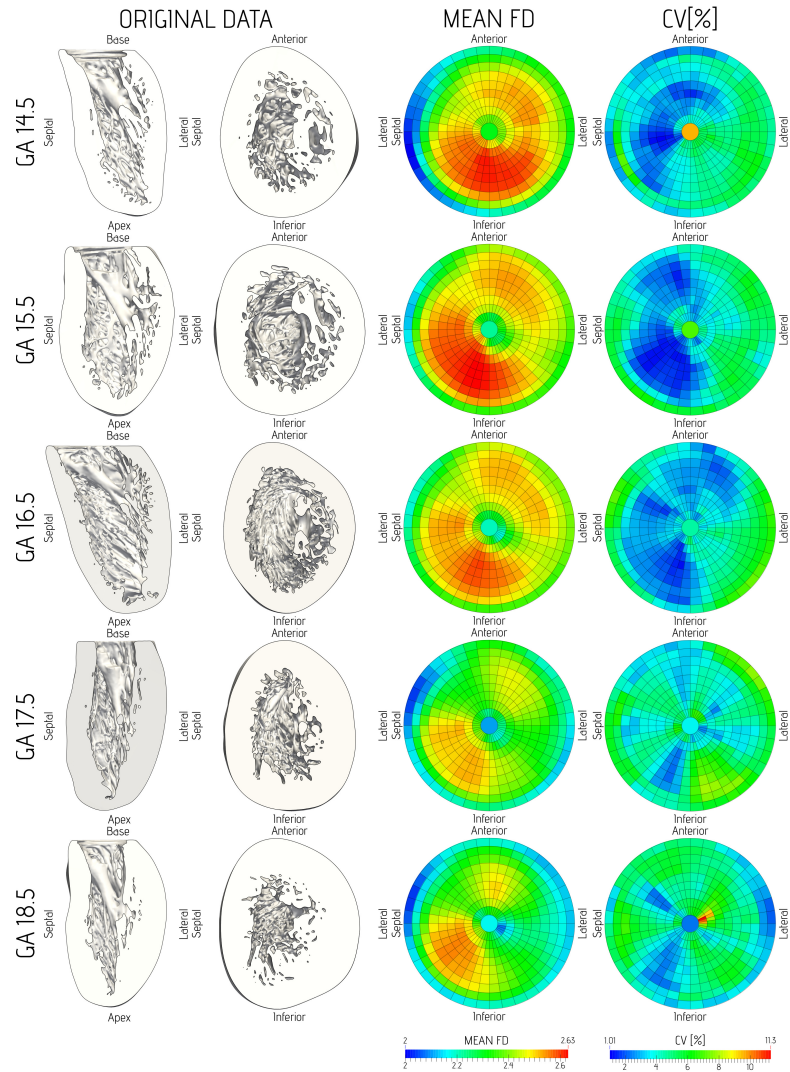 ORIGINAL DATA MEAN FD CV[%]
Base Anterior Anterior Anterior
GA 14.5 Septal Lateral Septal Lateral Septal Lateral Septal Lateral
Apex Inferior Inferior Inferior
Base Anterior Anterior Anterior
GA 15.5 Septal Lateral Septal Lateral Septal Lateral Septal Lateral
Apex Inferior Inferior Inferior
Base Anterior Anterior Anterior
GA 16.5 Septal Lateral Septal Lateral Septal Lateral Septal Lateral
Apex Inferior Inferior Inferior
Base Anterior Anterior Anterior
GA 17.5 Septal Lateral Septal Lateral Septal Lateral Septal Lateral
Apex Inferior Inferior Inferior
Base Anterior Anterior Anterior
GA 18.5 Septal Lateral Septal Lateral Septal Lateral Septal Lateral
Apex Inferior Inferior Inferior
2 MEAN FD 2.63 1.01 CV [%] 11.3
2 2.2 2.4 2.6 2 4 6 8 10